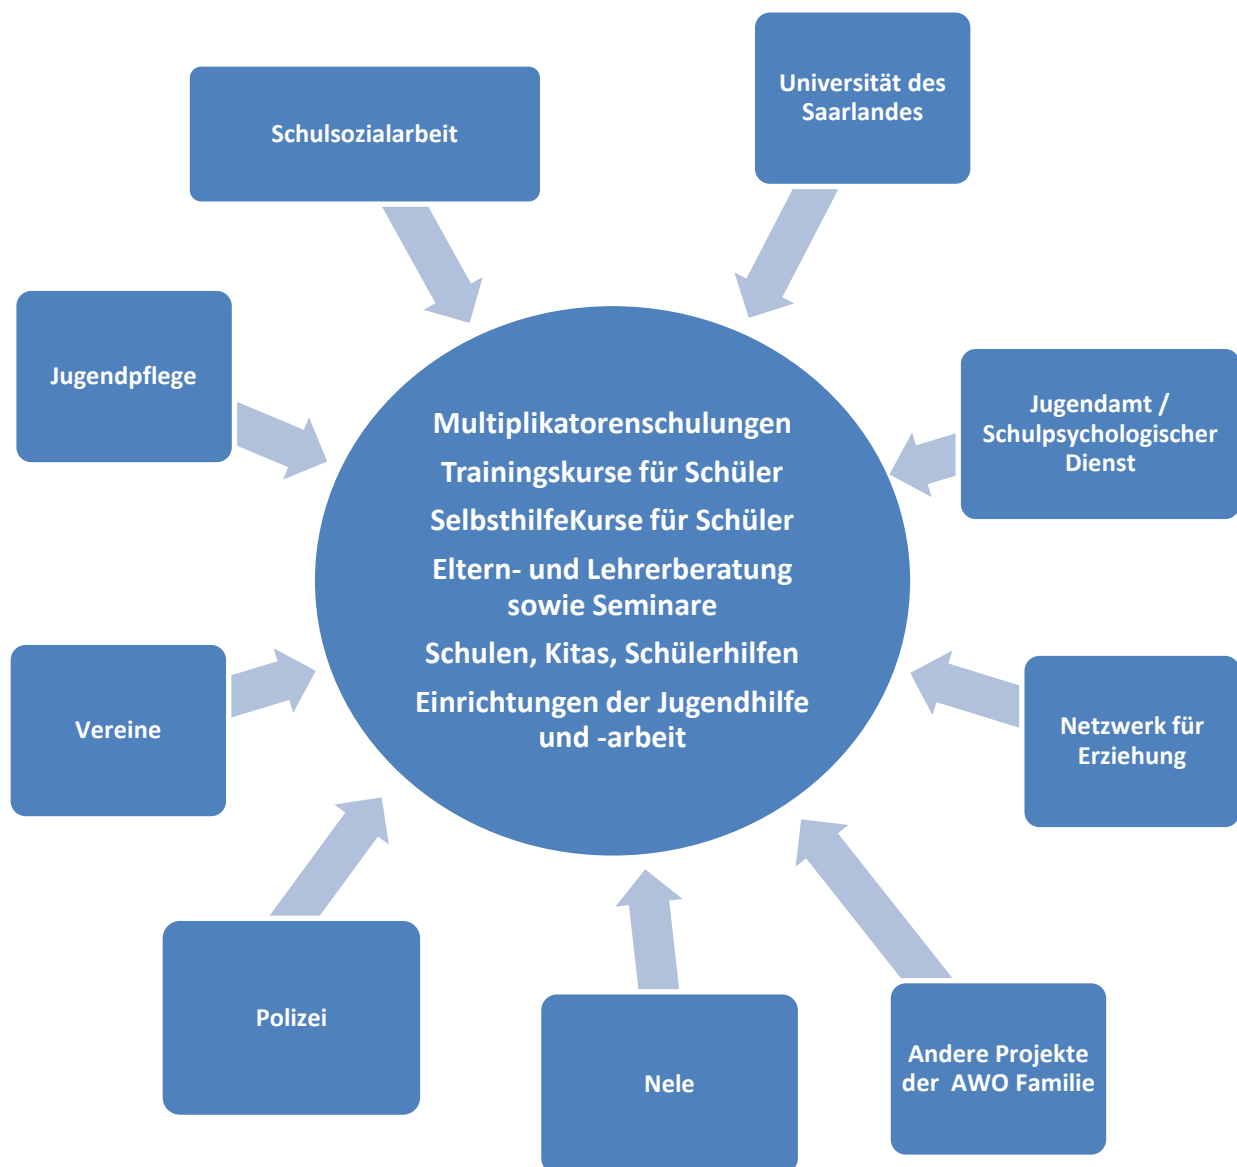 Universität des
Saarlandes
Schulsozialarbeit
Jugendpflege
Jugendamt /
Schulpsychologischer
Dienst
Multiplikatorenschulungen
Trainingskurse für Schüler
SelbsthilfeKurse für Schüler
Eltern- und Lehrerberatung
sowie Seminare
Schulen, Kitas, Schülerhilfen
Einrichtungen der Jugendhilfe
und -arbeit
Vereine
Netzwerk für
Erziehung
Polizei
Nele
Andere Projekte
der AWO Familie